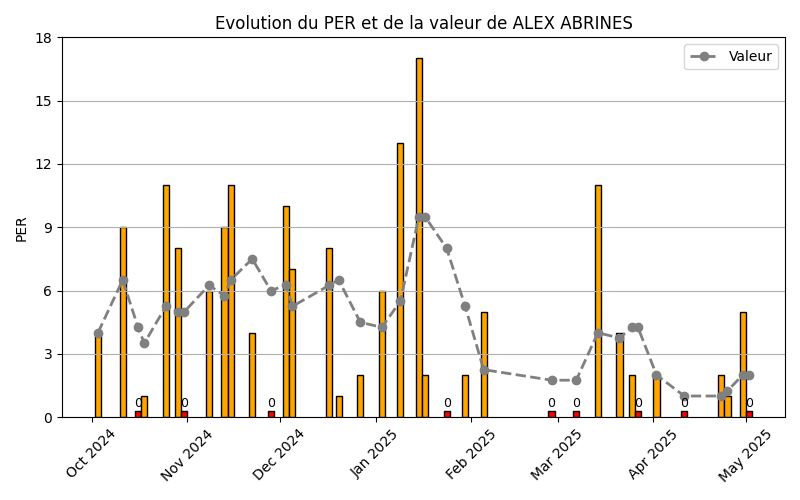 Evolution du PER et de la valeur de ALEX ABRINES
Valeur
PER
18
15
12
9
6
3
0
0 0 0 0 0 0 0 0 0
Oct 2024 Nov 2024 Dec 2024 Jan 2025 Feb 2025 Mar 2025 Apr 2025 May 2025